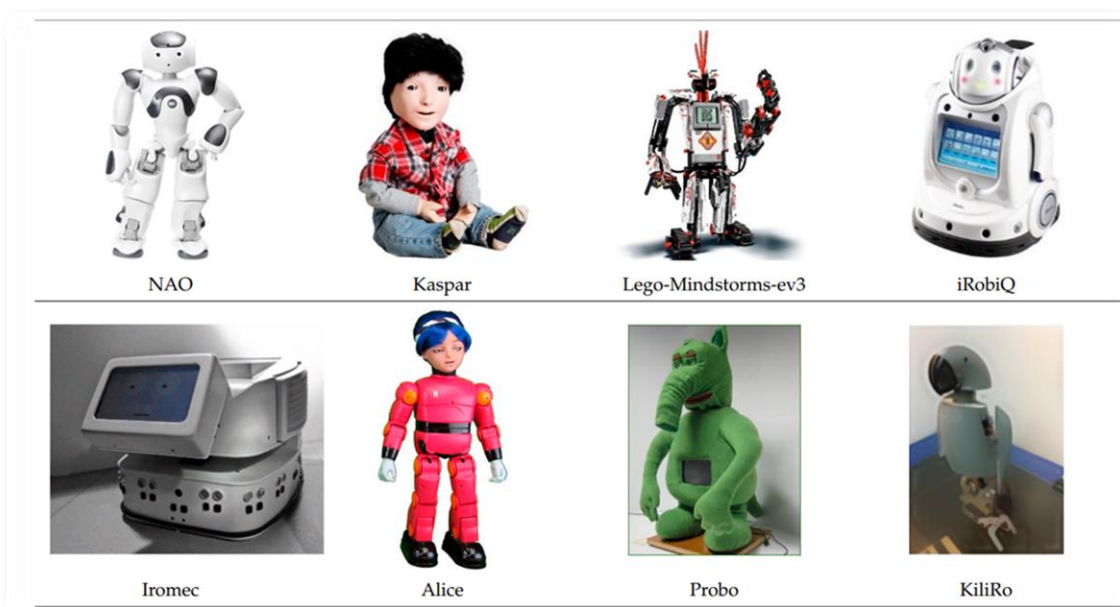 NAO
Kaspar
Lego-Mindstorms-ev3
iRobiQ
Iromec
Alice
Probo
KiliRo